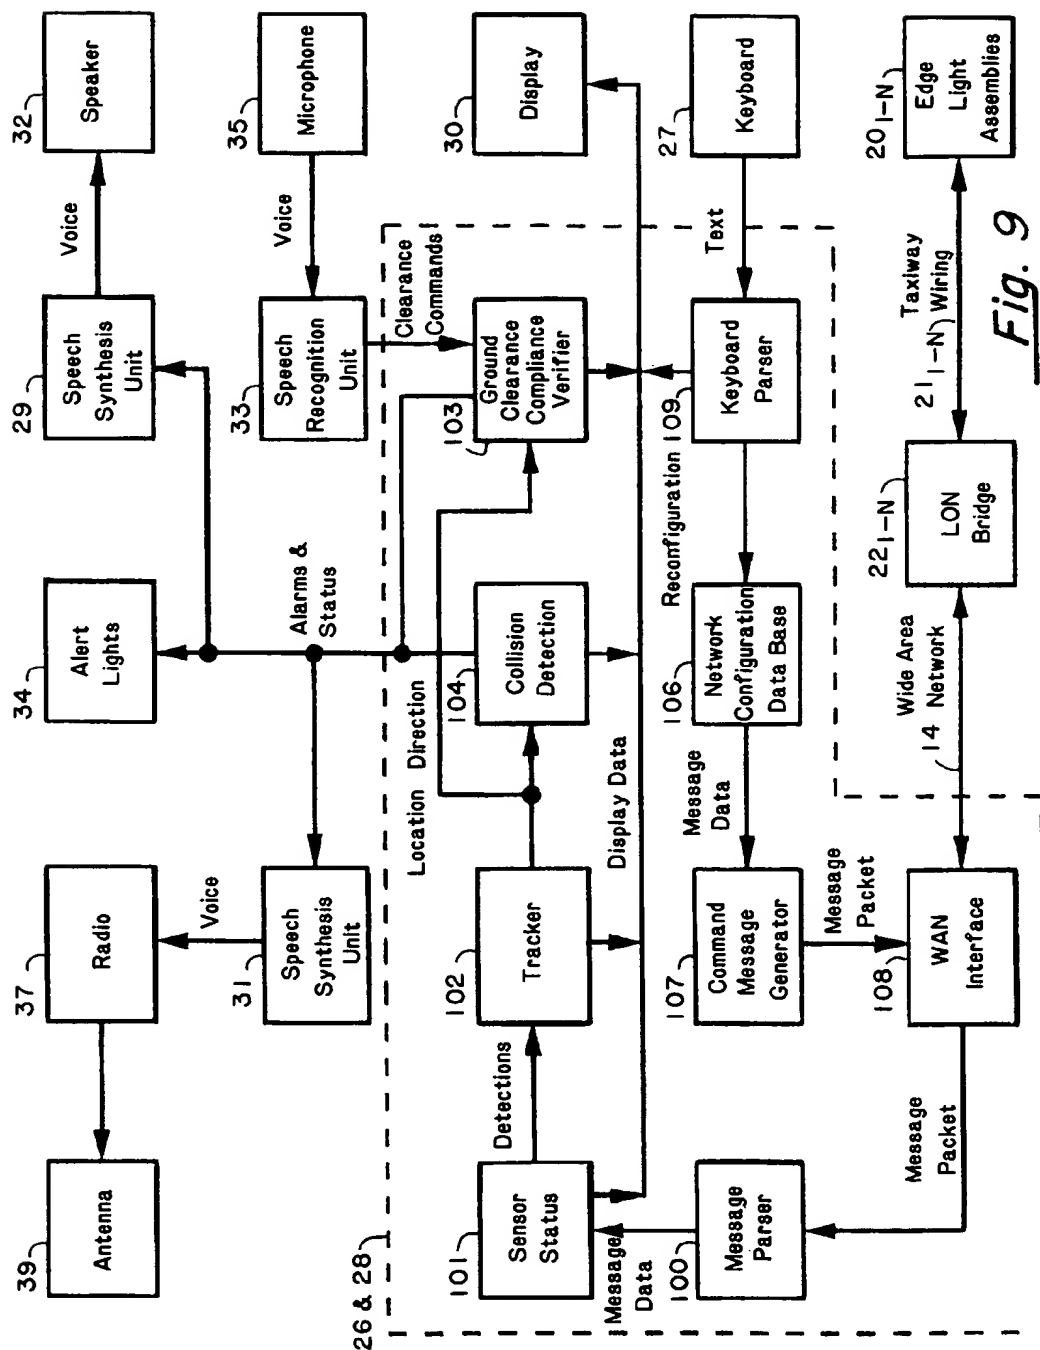 39
Antenna
37
Radio
34
Alert
Lights
29
Speech
Synthesis
Unit
Voice
32
Speaker
Voice
31
Speech
Synthesis
Unit
Alarms &
Status
33
Speech
Recognition
Unit
Voice
35
Microphone
26 & 28
Location Direction
Clearance
Commands
101
Sensor
Status
Detections
102
Tracker
104
Collision
Detection
103
Ground
Clearance
Compliance
Verifier
30
Display
Message
Data
Display Data
Reconfiguration
100
Message
Parser
107
Command
Message
Generator
Message
Data
106
Network
Configuration
Data Base
109
Keyboard
Parser
Text
27
Keyboard
Message
Packet
Message
Packet
108
WAN
Interface
14
Wide Area
Network
22 1-N
LON
Bridge
21 1-N
Taxiway
Wiring
20 1-N
Edge
Light
Assemblies
Fig. 9